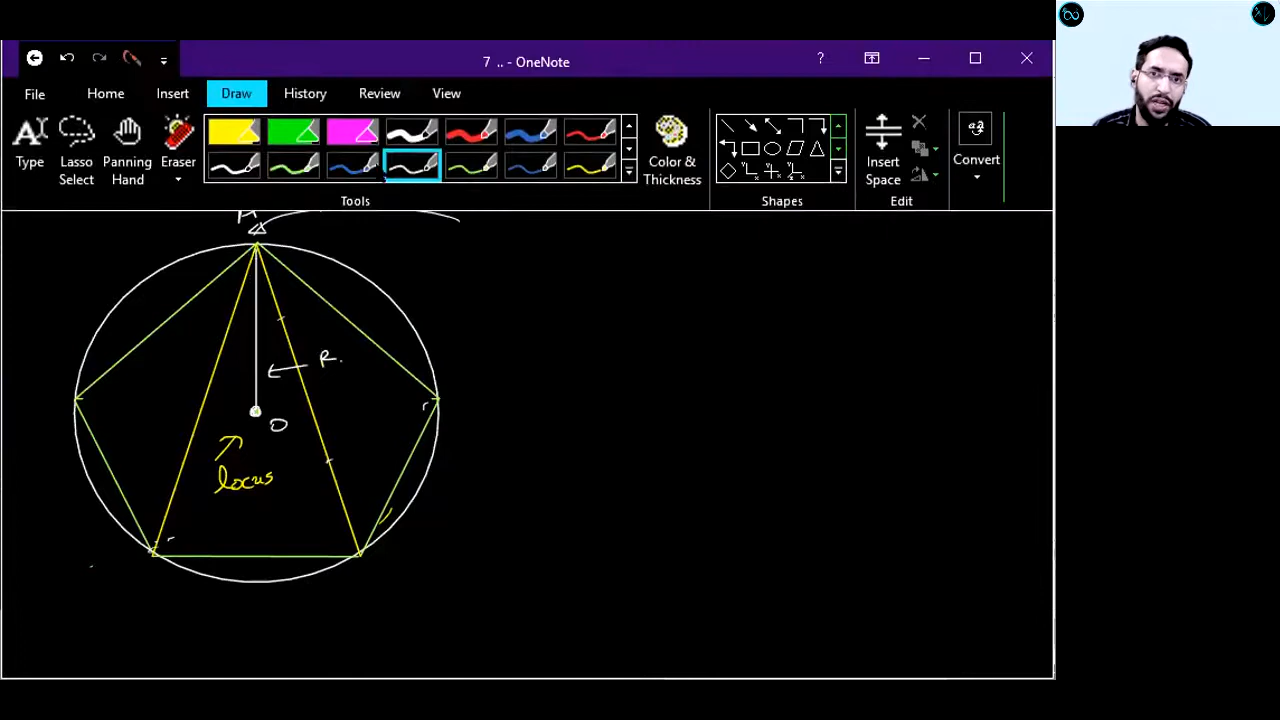 7 .. - OneNote
?
File
Home
Insert
Draw
History
Review
View
Type
Lasso
Select
Panning
Hand
Eraser
Color &
Thickness
Insert
Space
Convert
Tools
Shapes
Edit
R.
O
locus